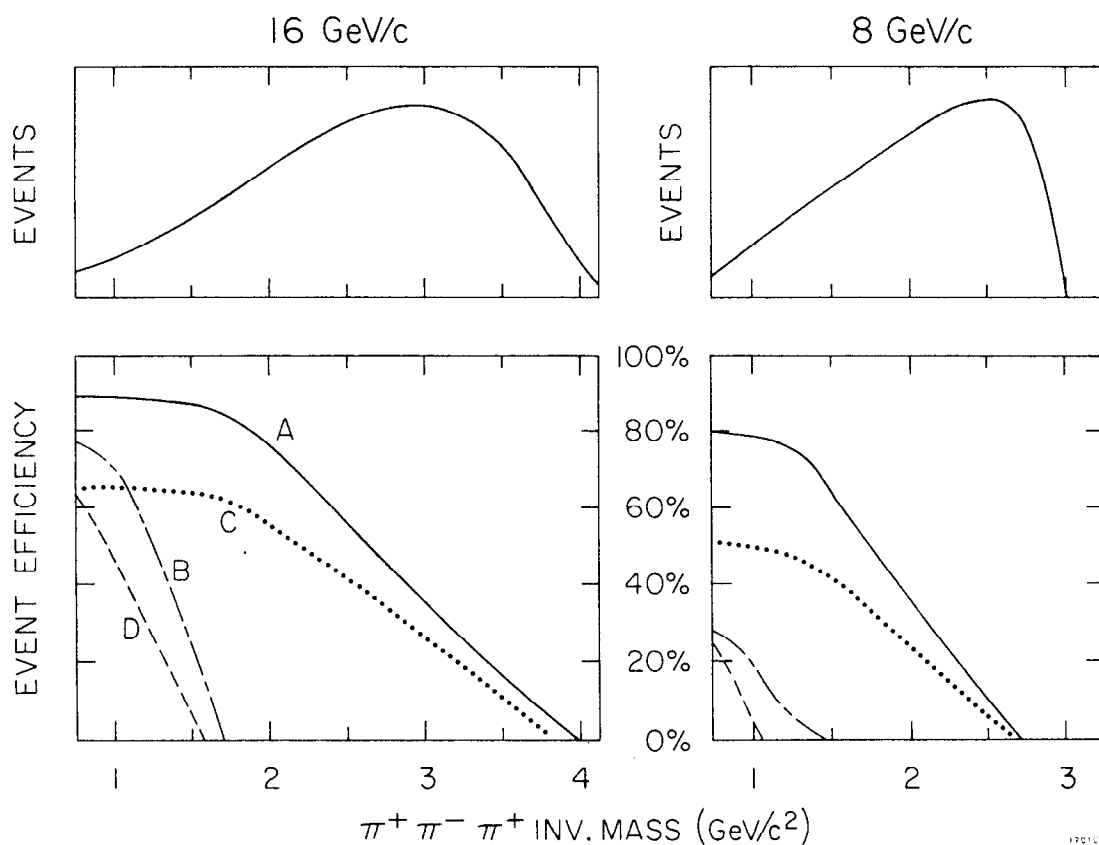 16 GeV/c
8 GeV/c
EVENTS
EVENTS
EVENT EFFICIENCY
A
B
C
D
100%
80%
60%
40%
20%
0%
1 2 3 4
1 2 3
π⁺ π⁻ π⁺ INV. MASS (GeV/c²)